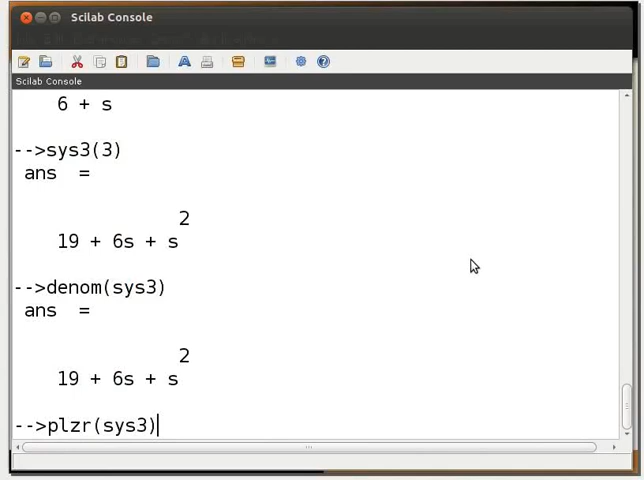 Scilab Console
Scilab Console
6 + s
-->sys3(3)
ans  =
2
19 + 6s + s
-->denom(sys3)
ans  =
2
19 + 6s + s
-->plzr(sys3)